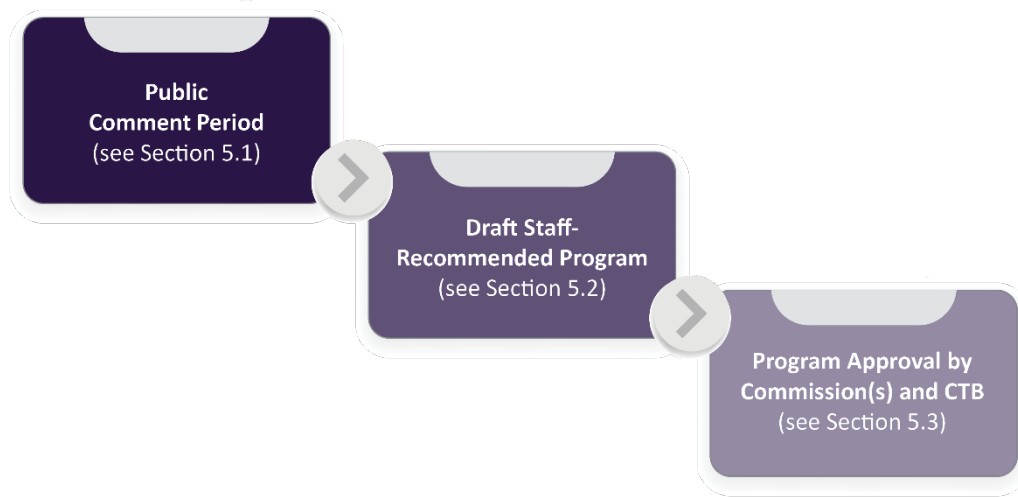 Public
Comment Period
(see Section 5.1)
Draft Staff-
Recommended Program
(see Section 5.2)
Program Approval by
Commission(s) and CTB
(see Section 5.3)